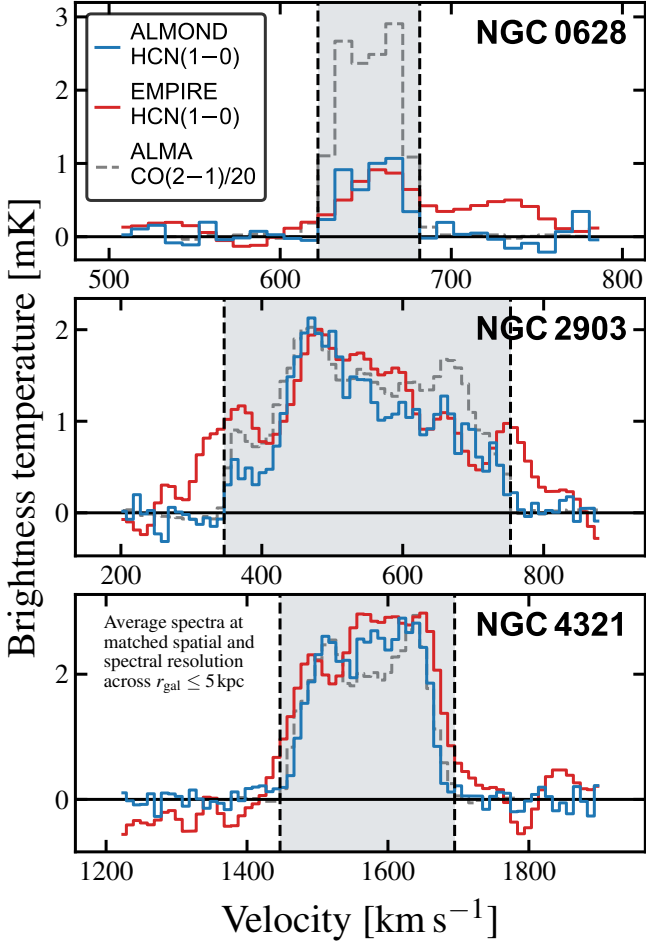 NGC 0628
ALMOND
HCN(1−0)
EMPIRE
HCN(1−0)
ALMA
CO(2−1)/20
3
2
1
0
500 600 700 800
NGC 2903
2
1
0
200 400 600 800
NGC 4321
Average spectra at
matched spatial and
spectral resolution
across r_gal ≤ 5 kpc
2
0
1200 1400 1600 1800
Brightness temperature [mK]
Velocity [km s⁻¹]